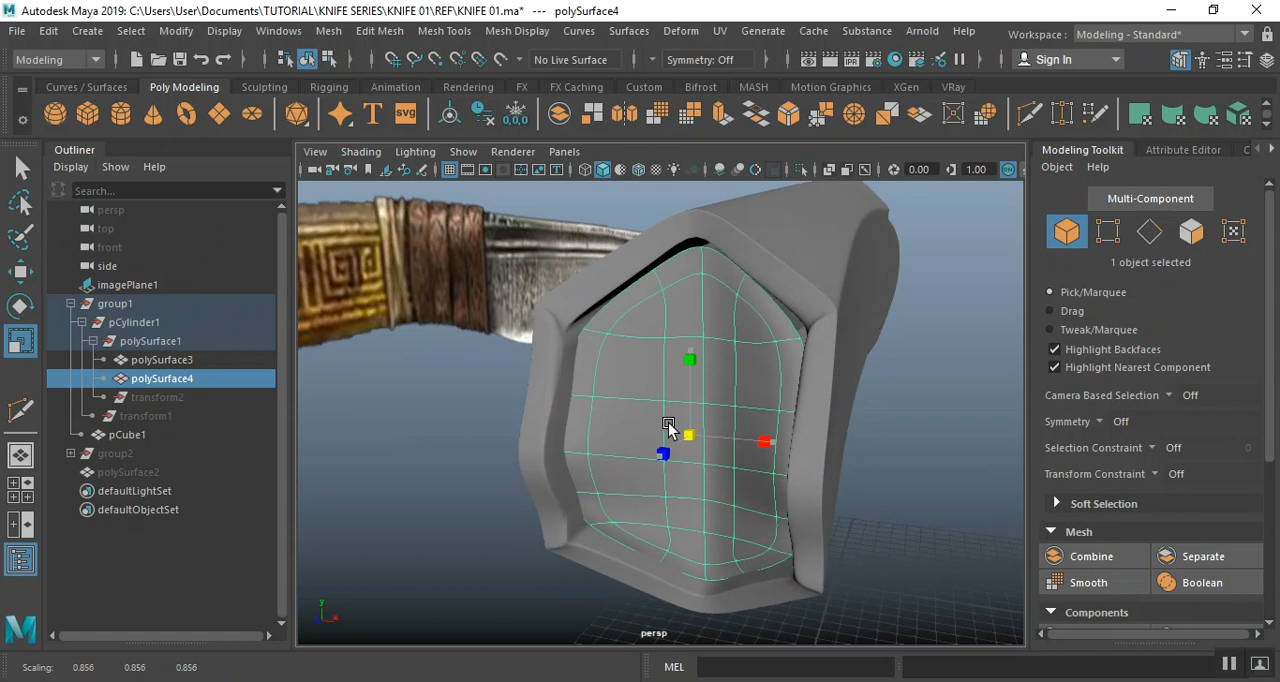 Autodesk Maya 2019: C:\Users\User\Documents\TUTORIAL\KNIFE SERIES\KNIFE 01\REF\KNIFE 01.ma* --- polySurface4
File Edit Create Select Modify Display Windows Mesh Edit Mesh Mesh Tools Mesh Display Curves Surfaces Deform UV Generate Cache Substance Arnold Help Workspace : Modeling - Standard*
Modeling No Live Surface Symmetry: Off IPR Sign In
Curves / Surfaces Poly Modeling Sculpting Rigging Animation Rendering FX FX Caching Custom Bifrost MASH Motion Graphics XGen VRay
T SVG 0,0,0
Outliner
Display Show Help
Search...
persp
top
front
side
imagePlane1
group1
pCylinder1
polySurface1
polySurface3
polySurface4
transform2
transform1
pCube1
group2
polySurface2
defaultLightSet
defaultObjectSet
View Shading Lighting Show Renderer Panels
0.00 1.00
y
x
persp
Modeling Toolkit Attribute Editor C
Object Help
Multi-Component
1 object selected
Pick/Marquee
Drag
Tweak/Marquee
Highlight Backfaces
Highlight Nearest Component
Camera Based Selection Off
Symmetry Off
Selection Constraint Off 0
Transform Constraint Off
Soft Selection
Mesh
Combine Separate
Smooth Boolean
Components
Scaling: 0.856 0.856 0.856 MEL